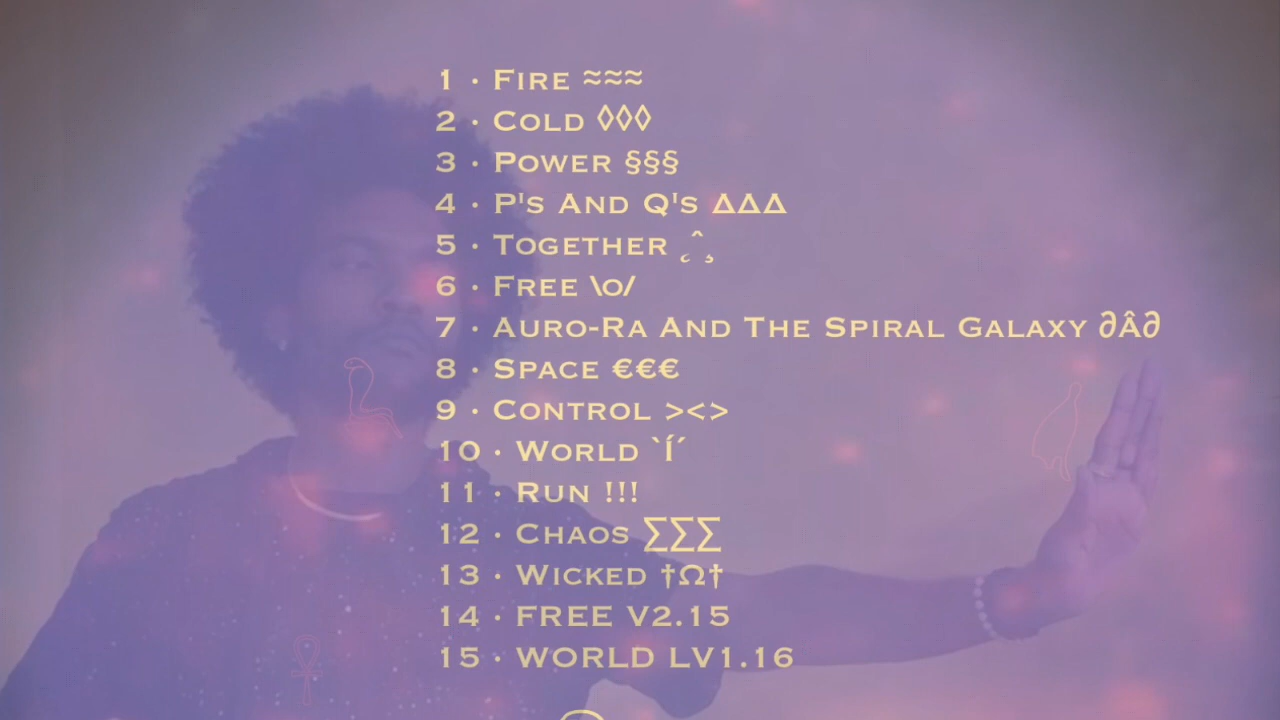 1 · Fire ≈≈≈
2 · Cold ◊◊◊
3 · Power §§§
4 · P's And Q's ∆∆∆
5 · Together ¿ˆ¸
6 · Free \o/
7 · Auro-Ra And The Spiral Galaxy ∂Â∂
8 · Space €€€
9 · Control ><>
10 · World `Í´
11 · Run !!!
12 · Chaos ∑∑∑
13 · Wicked †Ω†
14 · FREE V2.15
15 · WORLD LV1.16